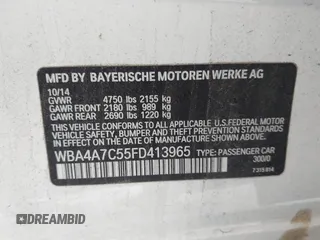 MFD BY BAYERISCHE MOTOREN WERKE AG
10/14
GVWR 4750 lbs 2155 kg
GAWR FRONT 2180 lbs 989 kg
GAWR REAR 2690 lbs 1220 kg
THIS VEHICLE CONFORMS TO ALL APPLICABLE U.S.FEDERAL MOTOR
VEHICLE SAFETY, BUMPER, AND THEFT PREVENTION STANDARDS IN
EFFECT ON THE DATE OF MANUFACTURE SHOWN ABOVE.
WBA4A7C55FD413965 TYPE: PASSENGER CAR
300/0
DREAMBID